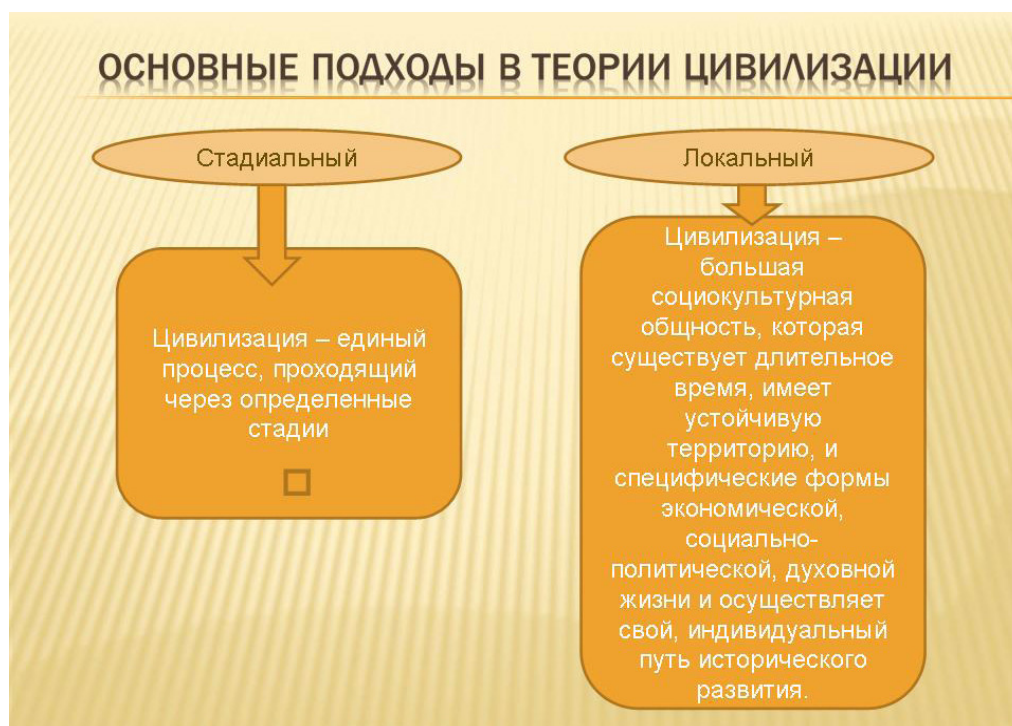 ОСНОВНЫЕ ПОДХОДЫ В ТЕОРИИ ЦИВИЛИЗАЦИИ
Стадиальный
Цивилизация – единый
процесс, проходящий
через определенные
стадии
Локальный
Цивилизация –
большая
социокультурная
общность, которая
существует длительное
время, имеет
устойчивую
территорию, и
специфические формы
экономической,
социально-
политической, духовной
жизни и осуществляет
свой, индивидуальный
путь исторического
развития.